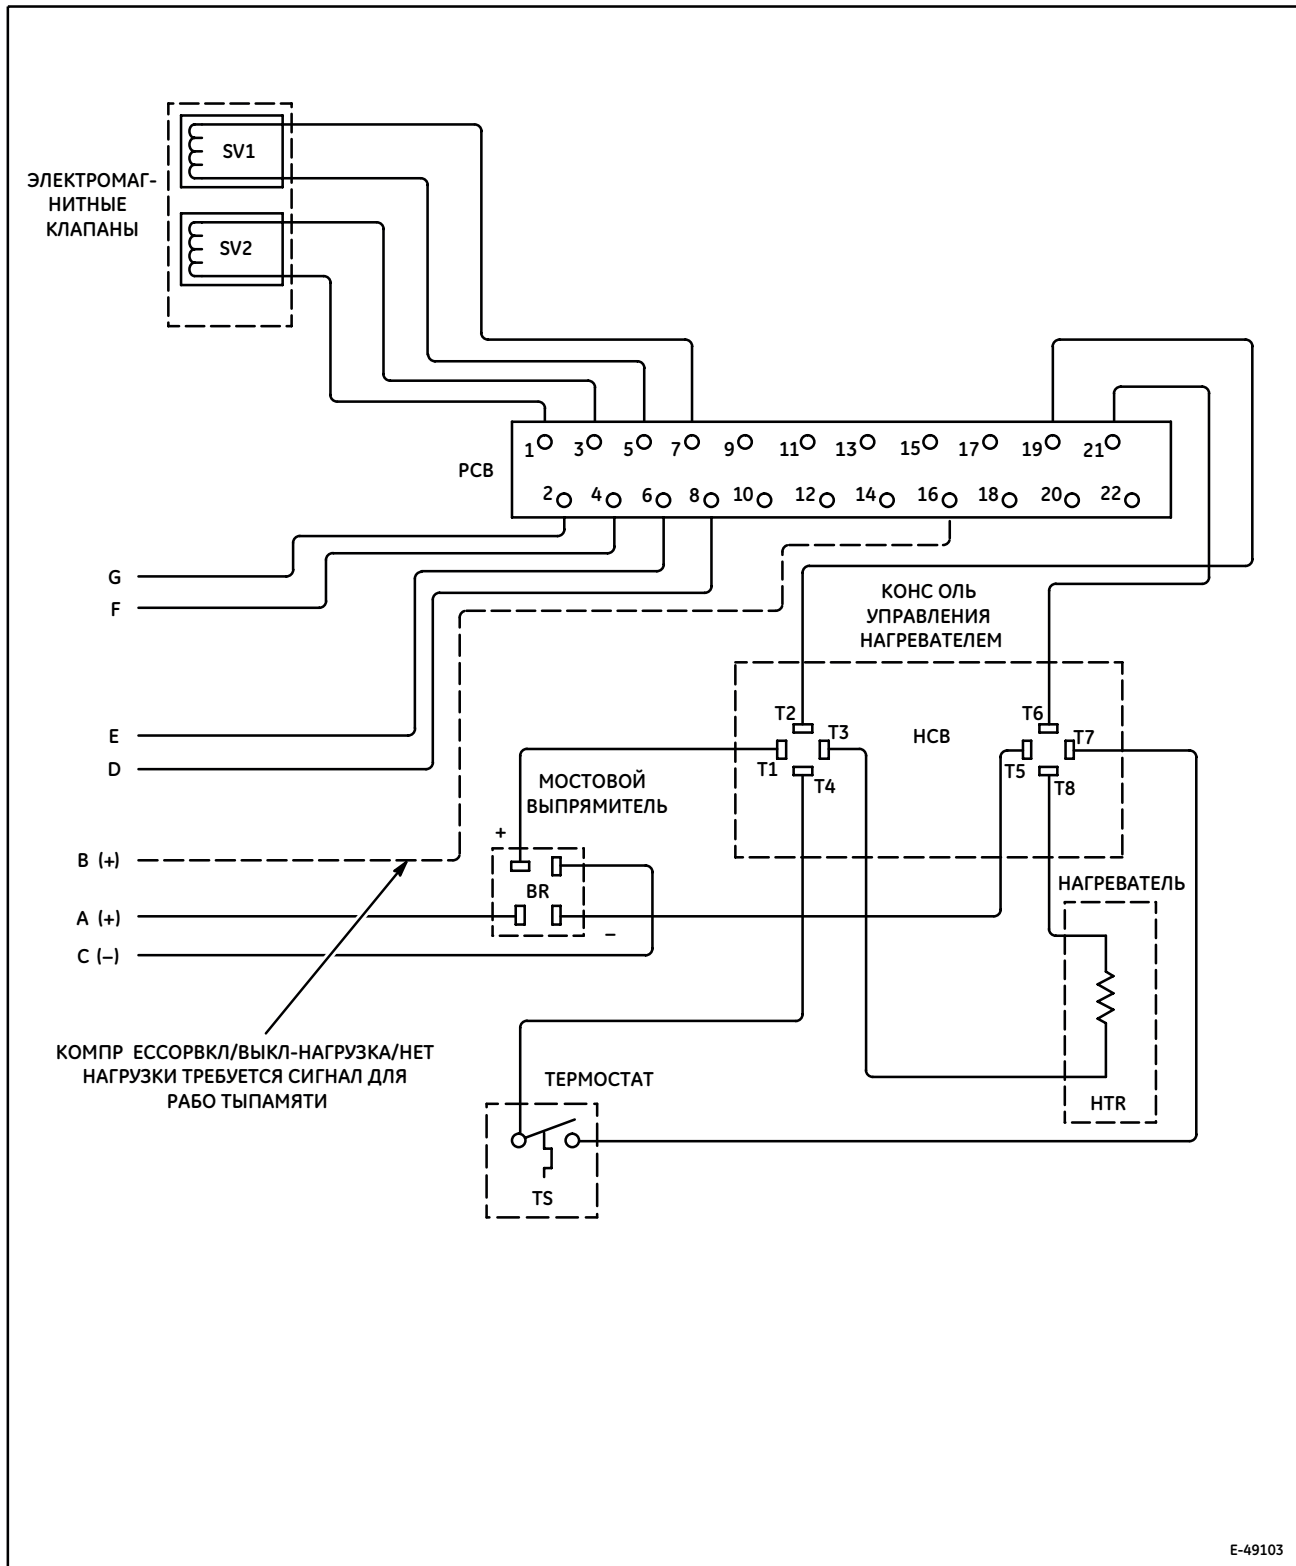 SV1
ЭЛЕКТРОМАГ-
НИТНЫЕ
КЛАПАНЫ
SV2
PCB
1 3 5 7 9 11 13 15 17 19 21
2 4 6 8 10 12 14 16 18 20 22
G
F
КОНС ОЛЬ
УПРАВЛЕНИЯ
НАГРЕВАТЕЛЕМ
E
D
T2
T3
T1
T4
HCB
T6
T7
T5
T8
МОСТОВОЙ
ВЫПРЯМИТЕЛЬ
+
B (+)
BR
A (+)
–
C (–)
НАГРЕВАТЕЛЬ
КОМПР ЕССОРВКЛ/ВЫКЛ-НАГРУЗКА/НЕТ
НАГРУЗКИ ТРЕБУЕТСЯ СИГНАЛ ДЛЯ
РАБО ТЫПАМЯТИ
ТЕРМОСТАТ
HTR
TS
E-49103